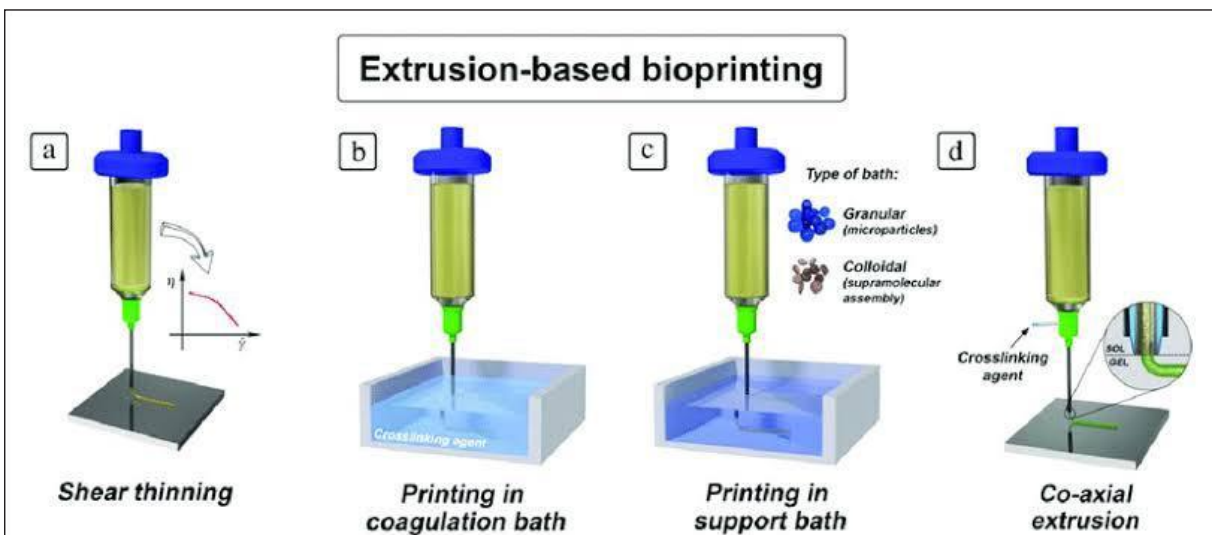 Extrusion-based bioprinting
a
η
γ̇
Shear thinning
b
Crosslinking agent
Printing in
coagulation bath
c
Type of bath:
Granular
(microparticles)
Colloidal
(supramolecular
assembly)
Printing in
support bath
d
Crosslinking
agent
SOL
GEL
Co-axial
extrusion